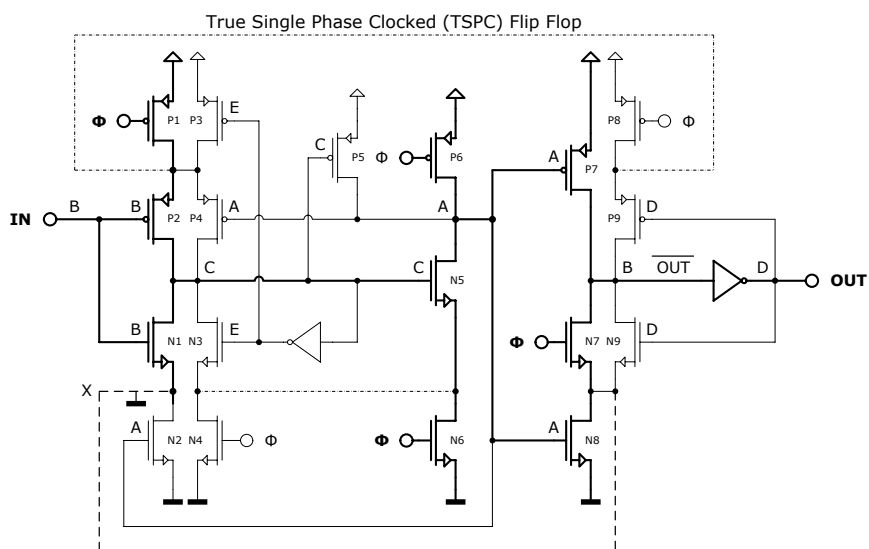 True Single Phase Clocked (TSPC) Flip Flop
Φ P1 P3 E
C P5 Φ P6
A P7
P8 Φ
IN B B P2 P4 A A P9 D
C C N5 B OUT D OUT
B N1 N3 E Φ N7 N9 D
X
A N2 N4 Φ Φ N6 A N8